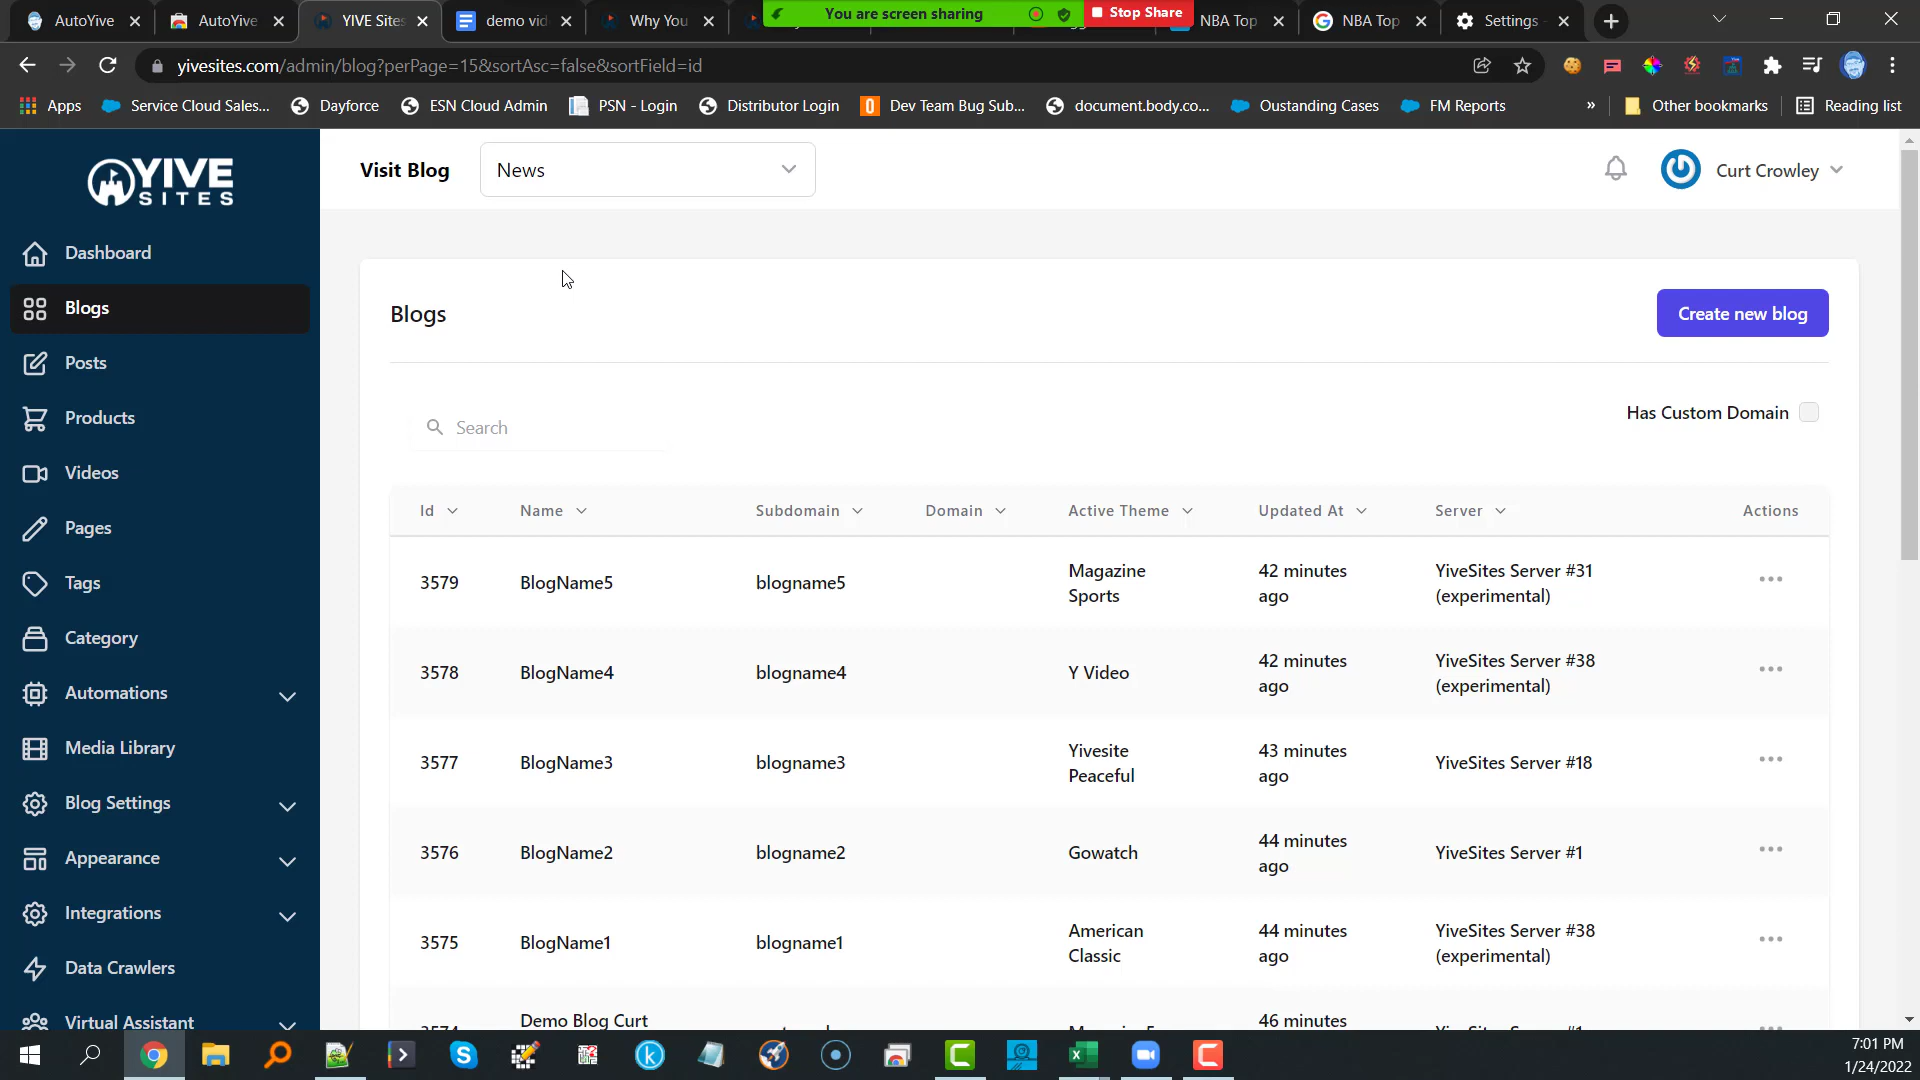 AutoYive
AutoYive
YIVE Sites
demo vid
Why You
You are screen sharing
Stop Share
NBA Top
NBA Top
Settings
yivesites.com/admin/blog?perPage=15&sortAsc=false&sortField=id
Apps
Service Cloud Sales...
Dayforce
ESN Cloud Admin
PSN - Login
Distributor Login
Dev Team Bug Sub...
document.body.co...
Oustanding Cases
FM Reports
»
Other bookmarks
Reading list
YIVE
SITES
Visit Blog
News
Curt Crowley
Dashboard
Blogs
Posts
Products
Videos
Pages
Tags
Category
Automations
Media Library
Blog Settings
Appearance
Integrations
Data Crawlers
Virtual Assistant
Blogs
Create new blog
Search
Has Custom Domain
Id Name Subdomain Domain Active Theme Updated At Server Actions
3579 BlogName5 blogname5 Magazine Sports 42 minutes ago YiveSites Server #31 (experimental)
3578 BlogName4 blogname4 Y Video 42 minutes ago YiveSites Server #38 (experimental)
3577 BlogName3 blogname3 Yivesite Peaceful 43 minutes ago YiveSites Server #18
3576 BlogName2 blogname2 Gowatch 44 minutes ago YiveSites Server #1
3575 BlogName1 blogname1 American Classic 44 minutes ago YiveSites Server #38 (experimental)
Demo Blog Curt 46 minutes
7:01 PM
1/24/2022